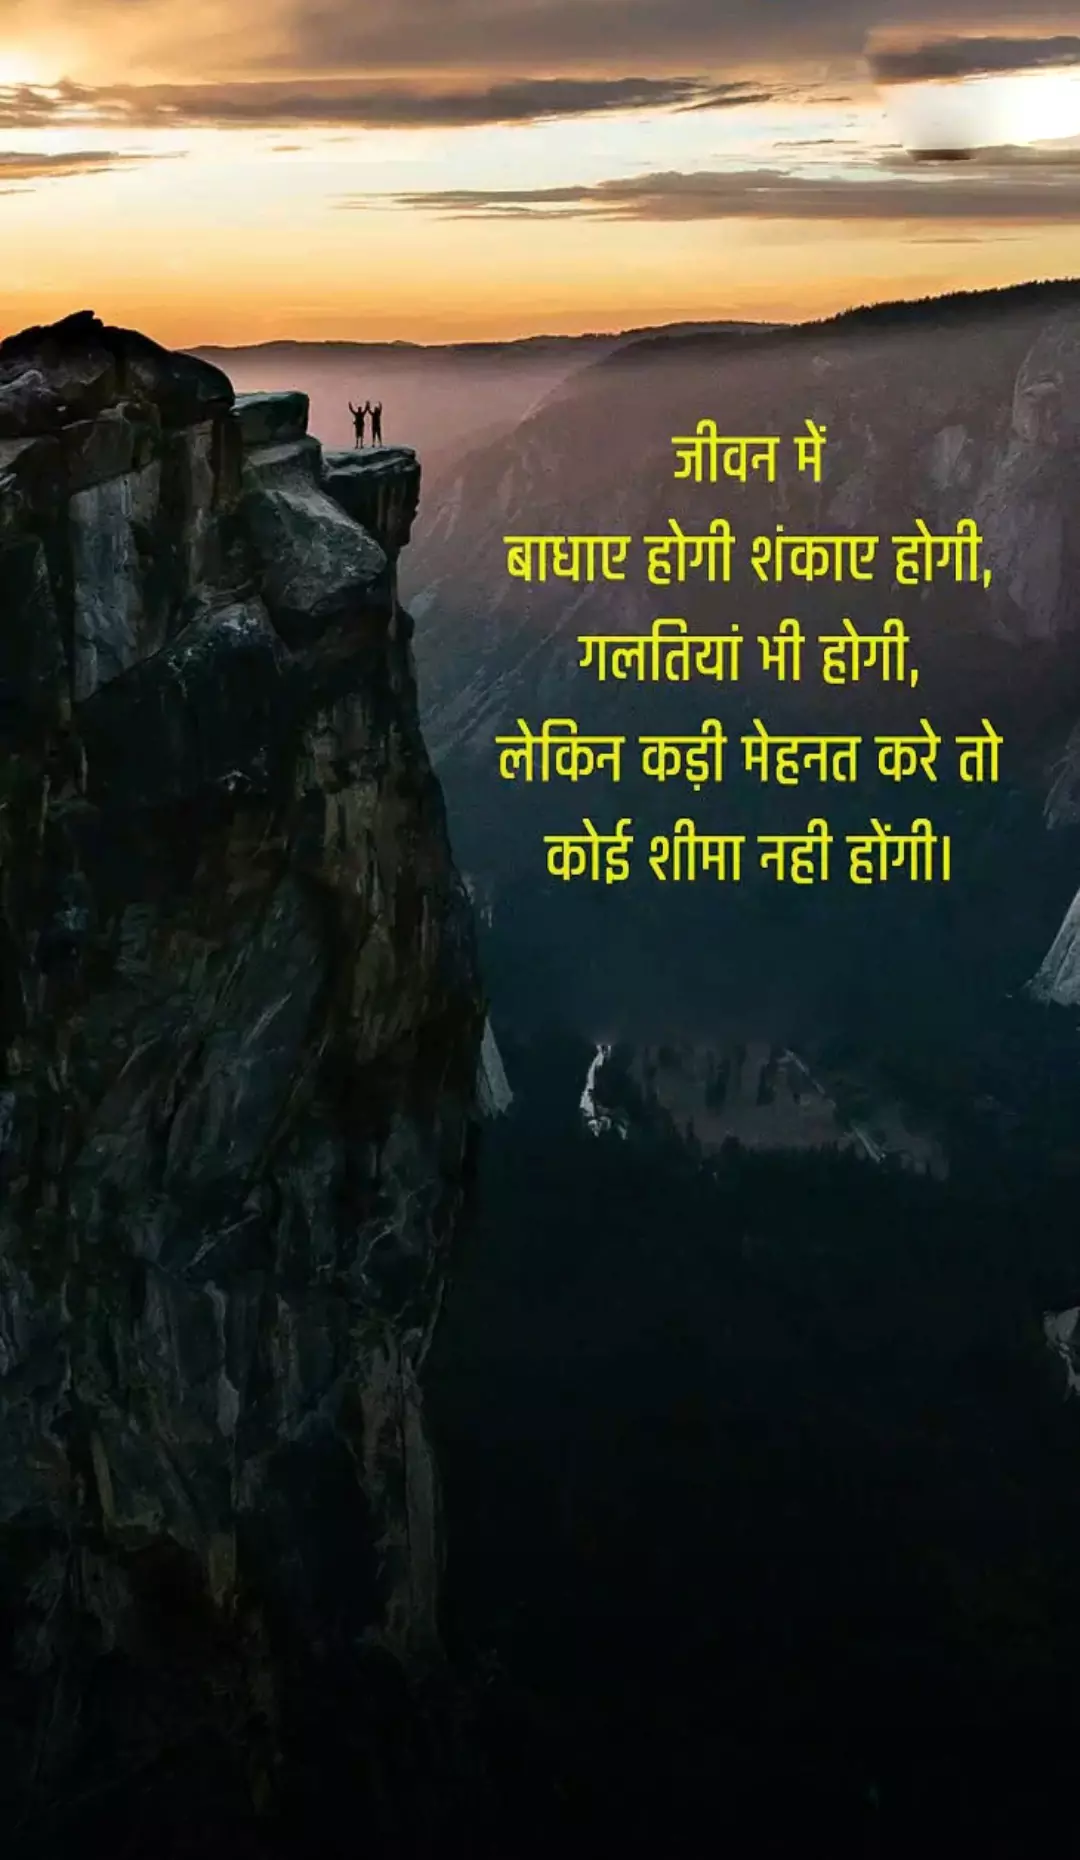 जीवन में
बाधाए होगी शंकाए होगी,
गलतियां भी होगी,
लेकिन कड़ी मेहनत करे तो
कोई शीमा नही होंगी।